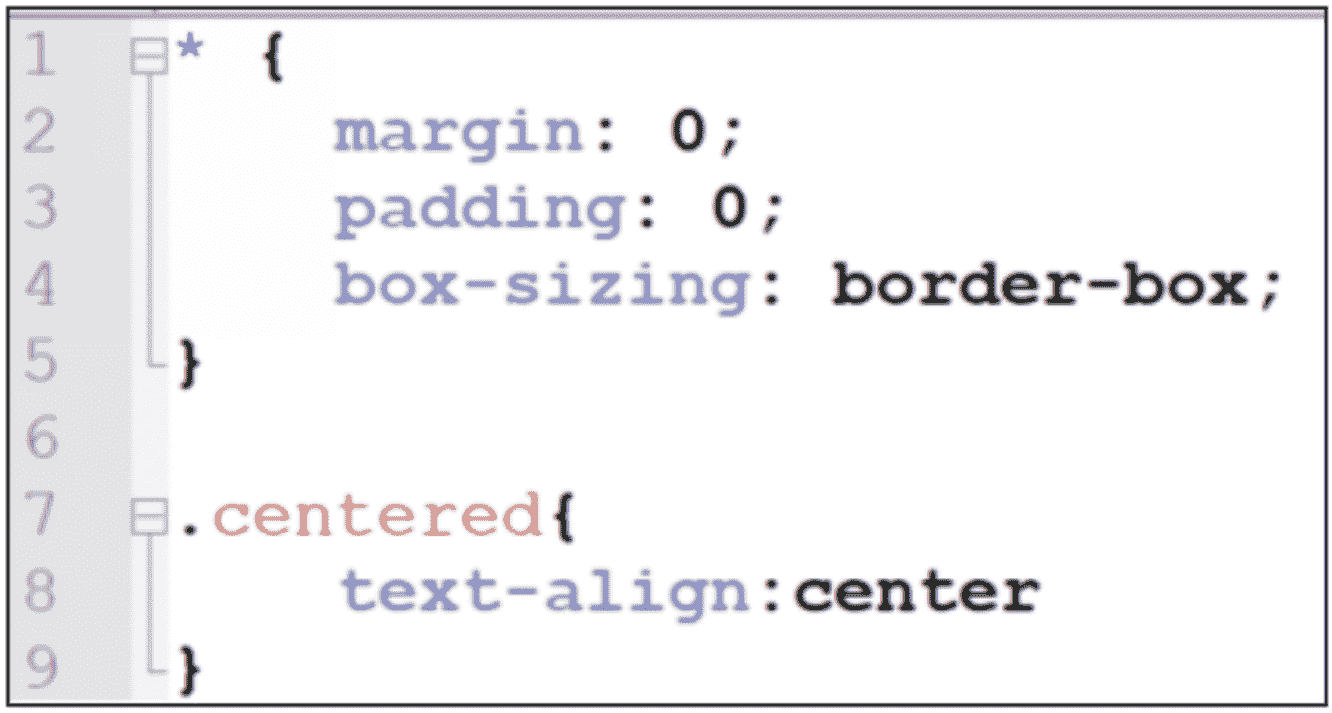 1 * {
2 margin: 0;
3 padding: 0;
4 box-sizing: border-box;
5 }
6
7 .centered{
8 text-align:center
9 }